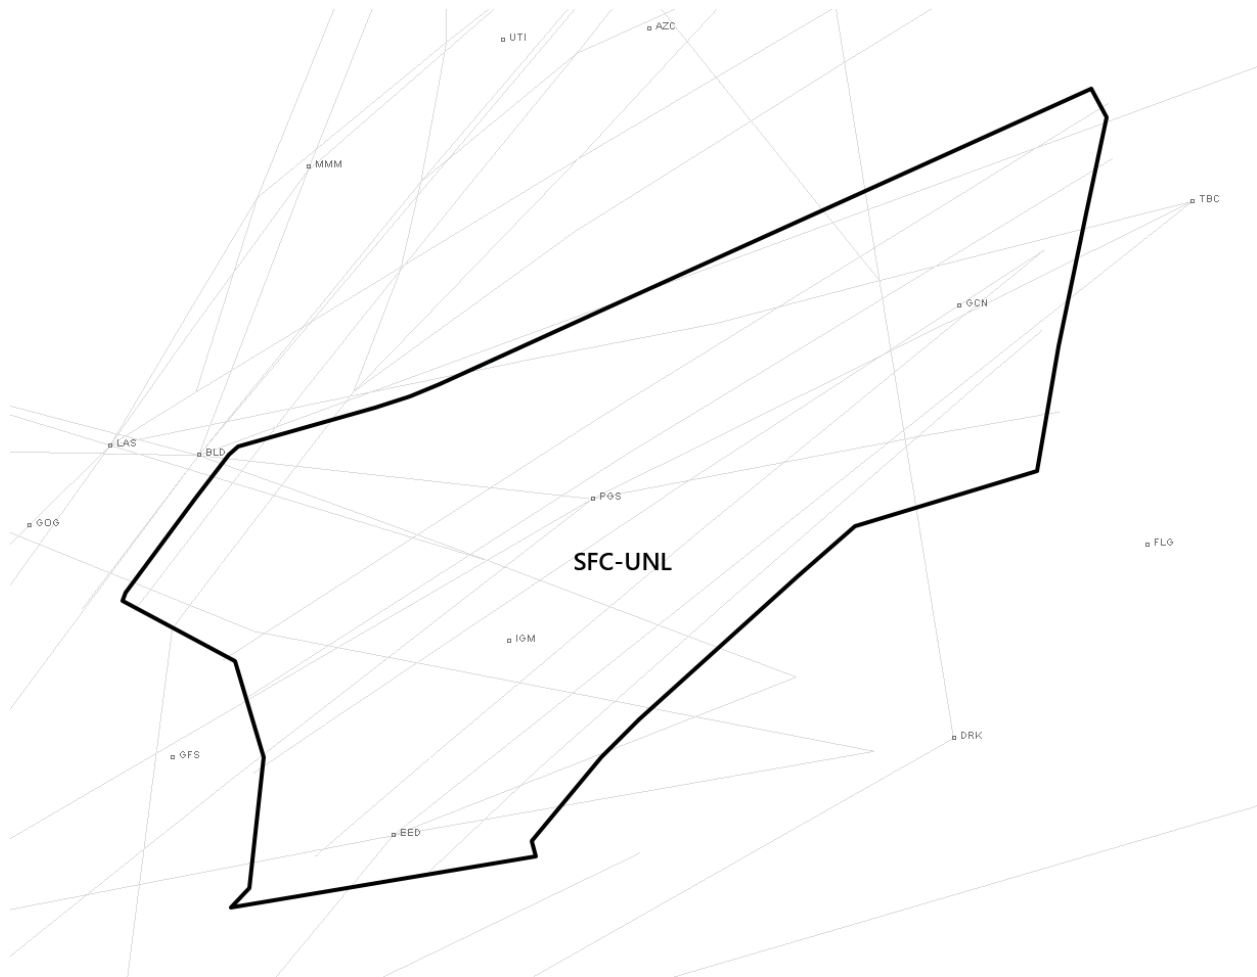 AZC
UTI
MMM
TBC
GCN
LAS
BLD
PGS
GOG
FLG
SFC-UNL
IGM
DRK
GFS
EED